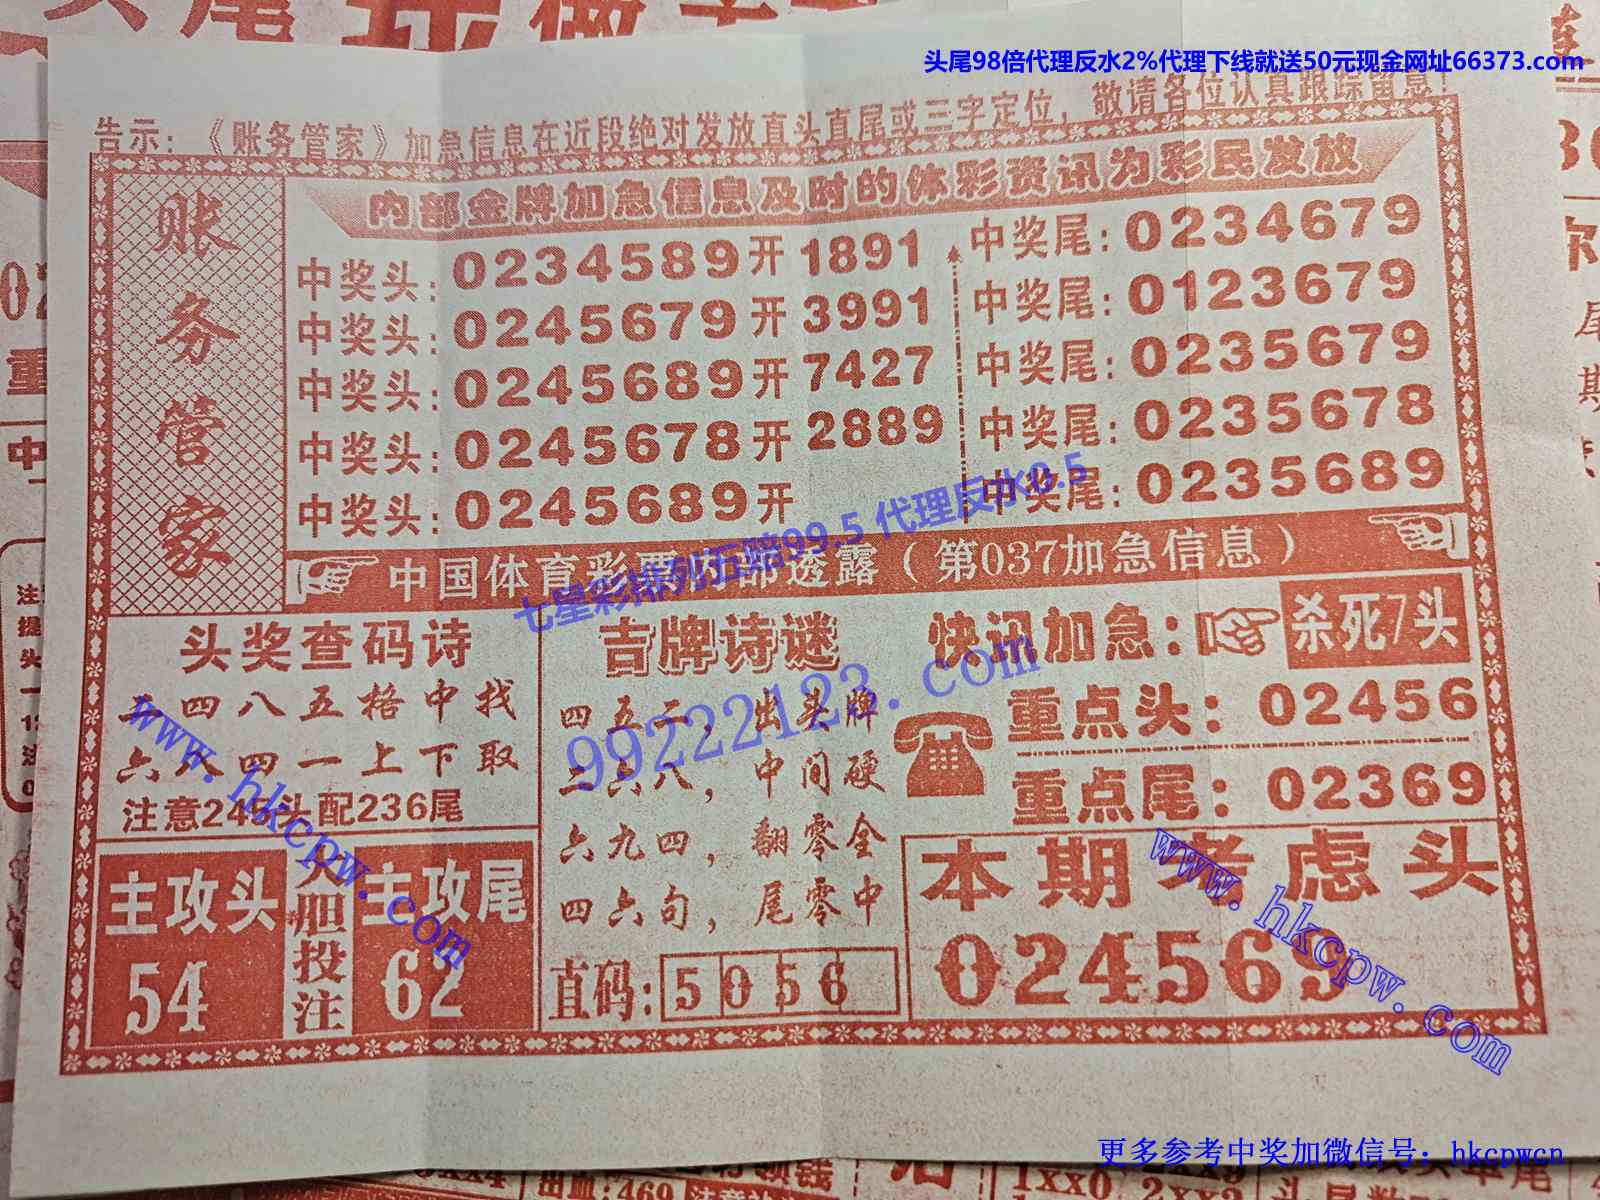 头尾98倍代理反水2%代理下线就送50元现金网址66373.com
告示：《账务管家》加急信息在近段绝对发放直头直尾或三字定位，敬请各位认真跟踪留意！
账务管家
内部金牌加急信息及时的体彩资讯为彩民发放
中奖头：0234589开1891 中奖尾：0234679
中奖头：0245679开3991 中奖尾：0123679
中奖头：0245689开7427 中奖尾：0235679
中奖头：0245678开2889 中奖尾：0235678
中奖头：0245689开 中奖尾：0235689
七星彩排列五赔99.5 代理反水0.5
中国体育彩票内部透露（第037加急信息）
头奖查码诗
四八五格中找
六八四一上下取
注意245头配236尾
主攻头
54
大胆投注
主攻尾
62
吉牌诗谜
四五二，出头牌
三六八，中间硬
六九四，翻零全
四六句，尾零中
直码：5 0 5 6
快讯加急：杀死7头
重点头：02456
重点尾：02369
本期考虑头
024569
99222123.com
www.hkcpw.com
www.hkcpw.com
更多参考中奖加微信号：hkcpwcn